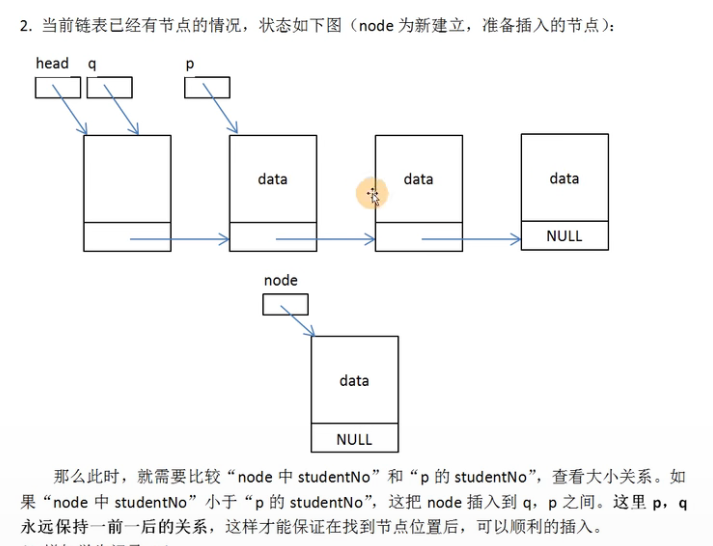 2. 当前链表已经有节点的情况，状态如下图（node 为新建立，准备插入的节点）：
head q p
data data data
NULL
node
data
NULL
那么此时，就需要比较“node 中 studentNo”和“p 的 studentNo”，查看大小关系。如
果“node 中 studentNo”小于“p 的 studentNo”，这把 node 插入到 q，p 之间。这里 p，q
永远保持一前一后的关系，这样才能保证在找到节点位置后，可以顺利的插入。